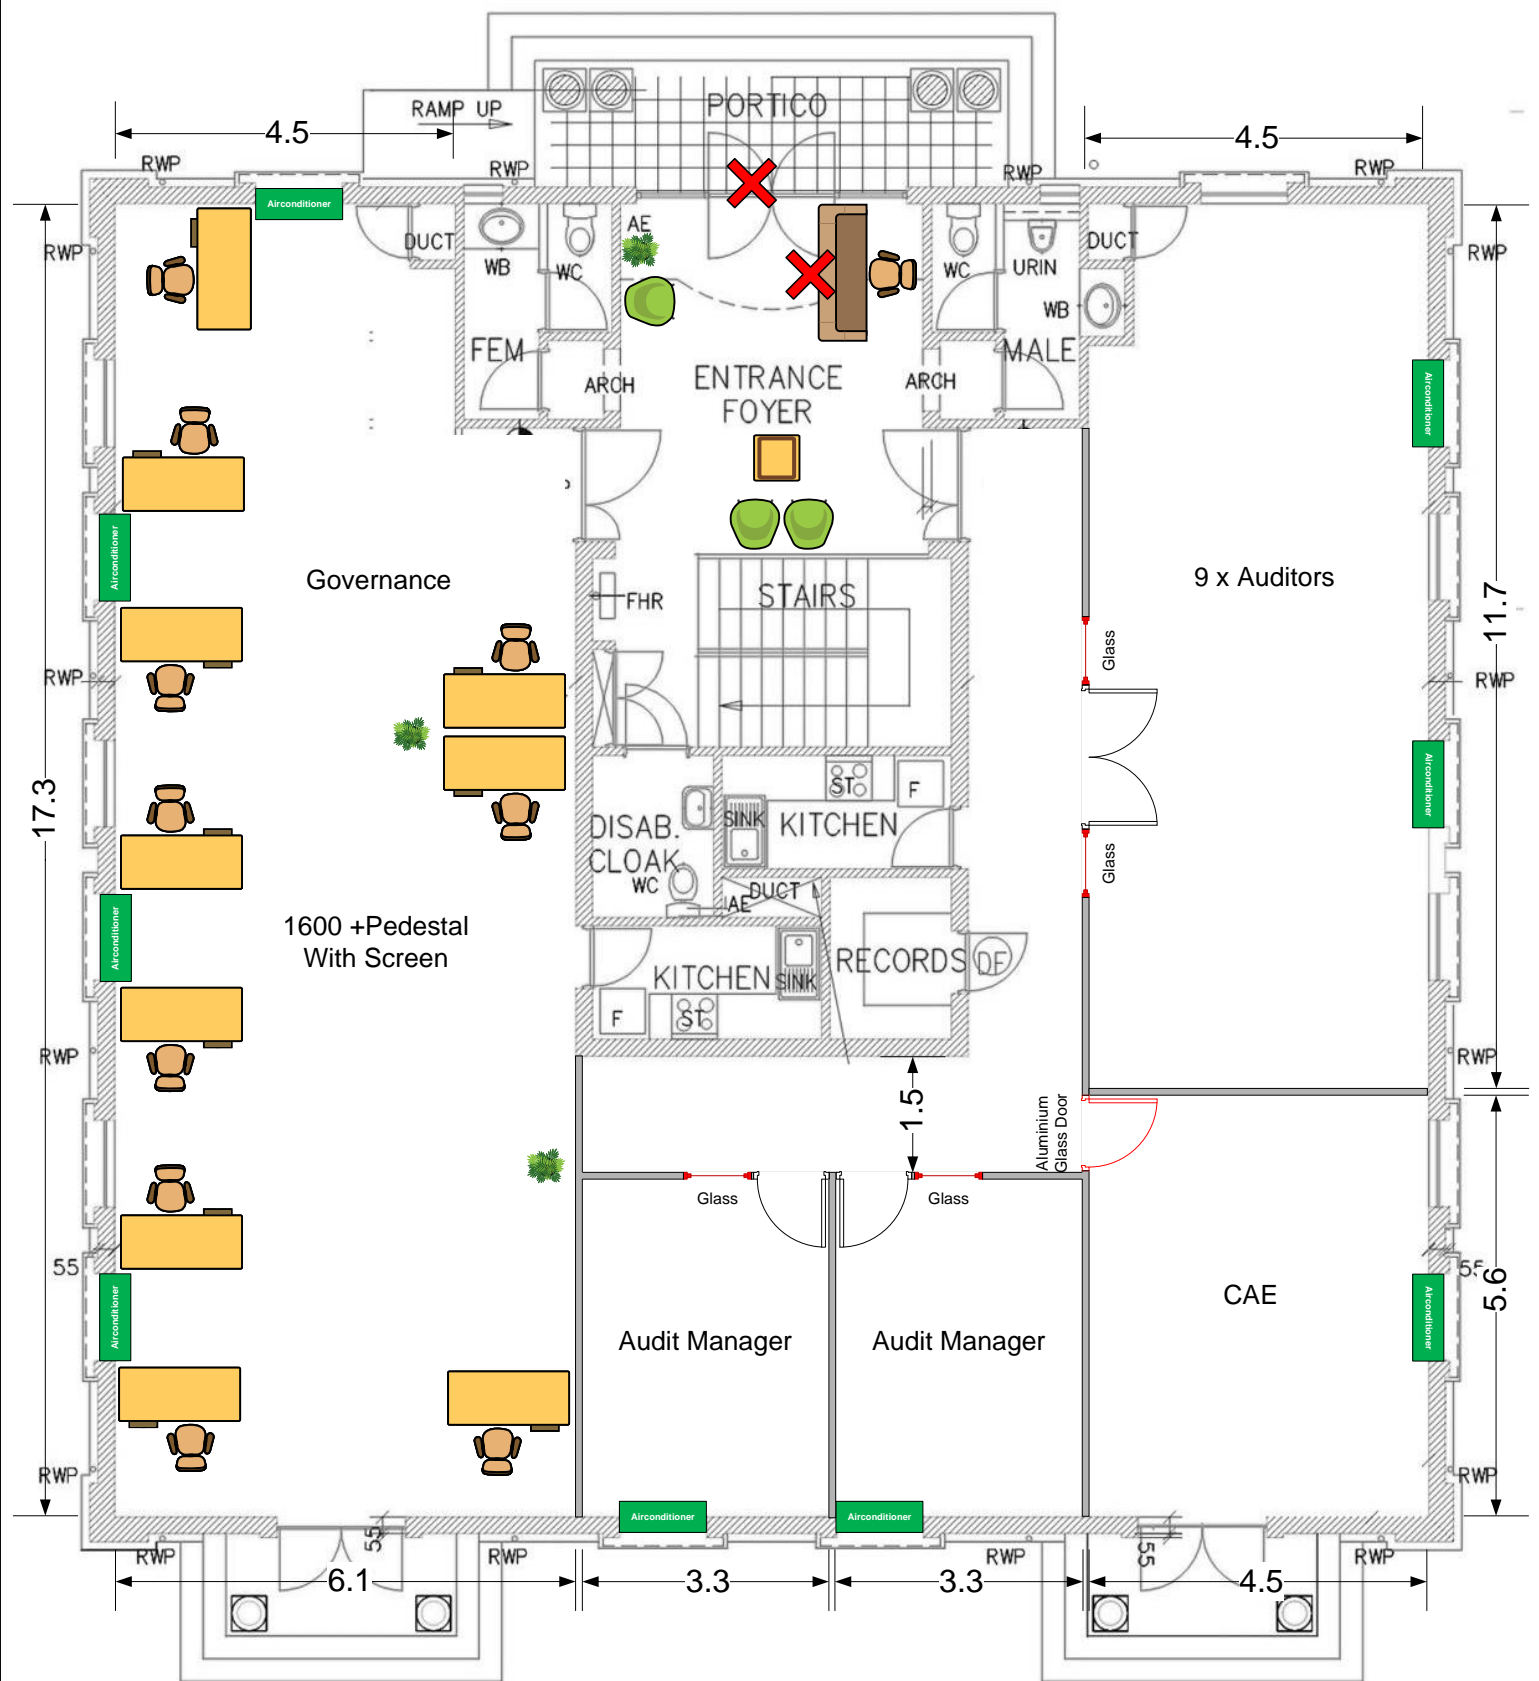 PORTICO
RAMP UP
4.5
4.5
RWP
RWP
RWP
RWP
Airconditioner
AE
DUCT
WB
WC
WC
URIN
DUCT
RWP
RWP
WB
FEM
MALE
ARCH
ENTRANCE
FOYER
ARCH
Airconditioner
Airconditioner
Governance
9 x Auditors
11.7
FHR
STAIRS
Glass
RWP
RWP
17.3
Airconditioner
ST
F
SINK
KITCHEN
DISAB.
CLOAK
WC
Glass
DUCT
AE
1600 +Pedestal
With Screen
Airconditioner
RECORDS
DF
KITCHEN
SINK
F
ST
RWP
RWP
1.5
Aluminium
Glass Door
Glass
Glass
55
55
5.6
CAE
Airconditioner
Airconditioner
Audit Manager
Audit Manager
RWP
RWP
Airconditioner
Airconditioner
55
55
RWP
RWP
RWP
RWP
6.1
3.3
3.3
4.5